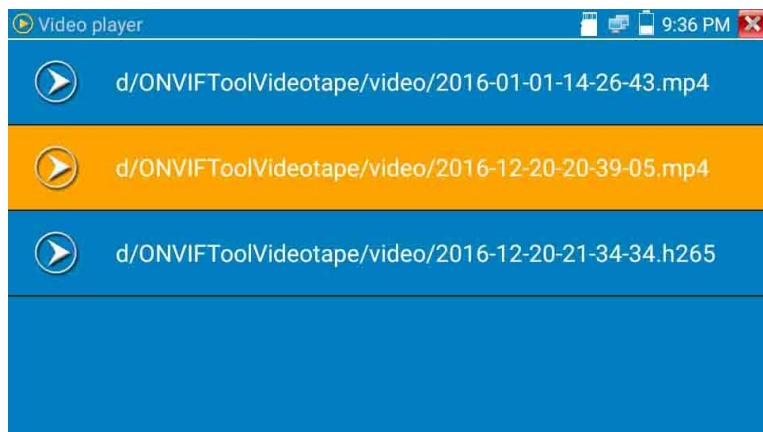 Video player
9:36 PM
d/ONVIFToolVideotape/video/2016-01-01-14-26-43.mp4
d/ONVIFToolVideotape/video/2016-12-20-20-39-05.mp4
d/ONVIFToolVideotape/video/2016-12-20-21-34-34.h265